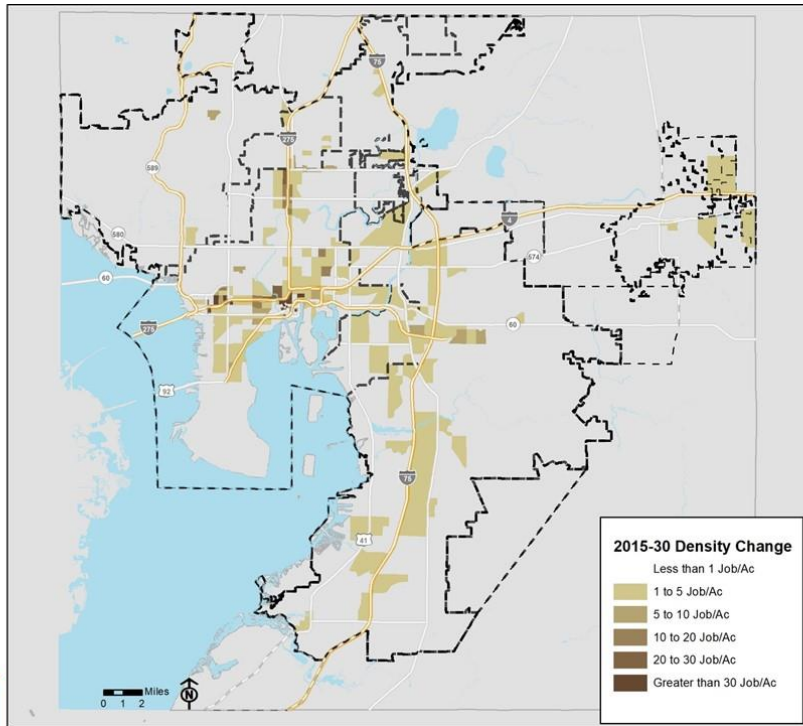 75
275
589
4
580
574
60
60
275
92
75
41
2015-30 Density Change
Less than 1 Job/Ac
1 to 5 Job/Ac
5 to 10 Job/Ac
10 to 20 Job/Ac
20 to 30 Job/Ac
Greater than 30 Job/Ac
Miles
0 1 2
N